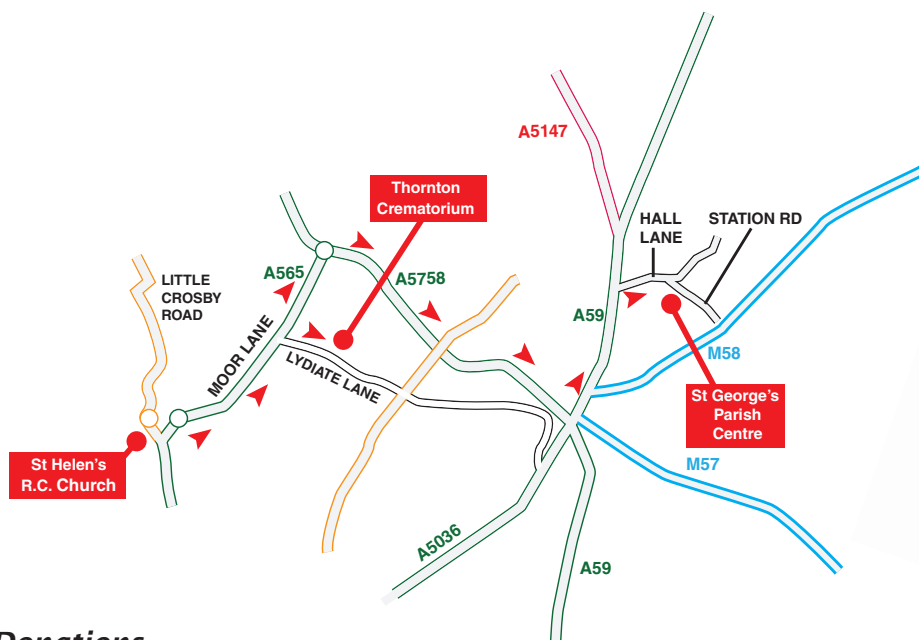 A5147
Thornton
Crematorium
HALL
LANE
STATION RD
A565
A5758
LITTLE
CROSBY
ROAD
A59
MOOR LANE
LYDIATE LANE
M58
St George's
Parish
Centre
St Helen's
R.C. Church
M57
A5036
A59
Donations